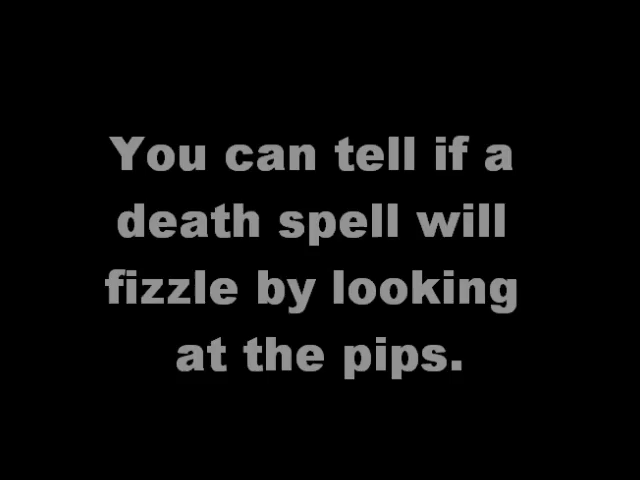 You can tell if a
death spell will
fizzle by looking
at the pips.